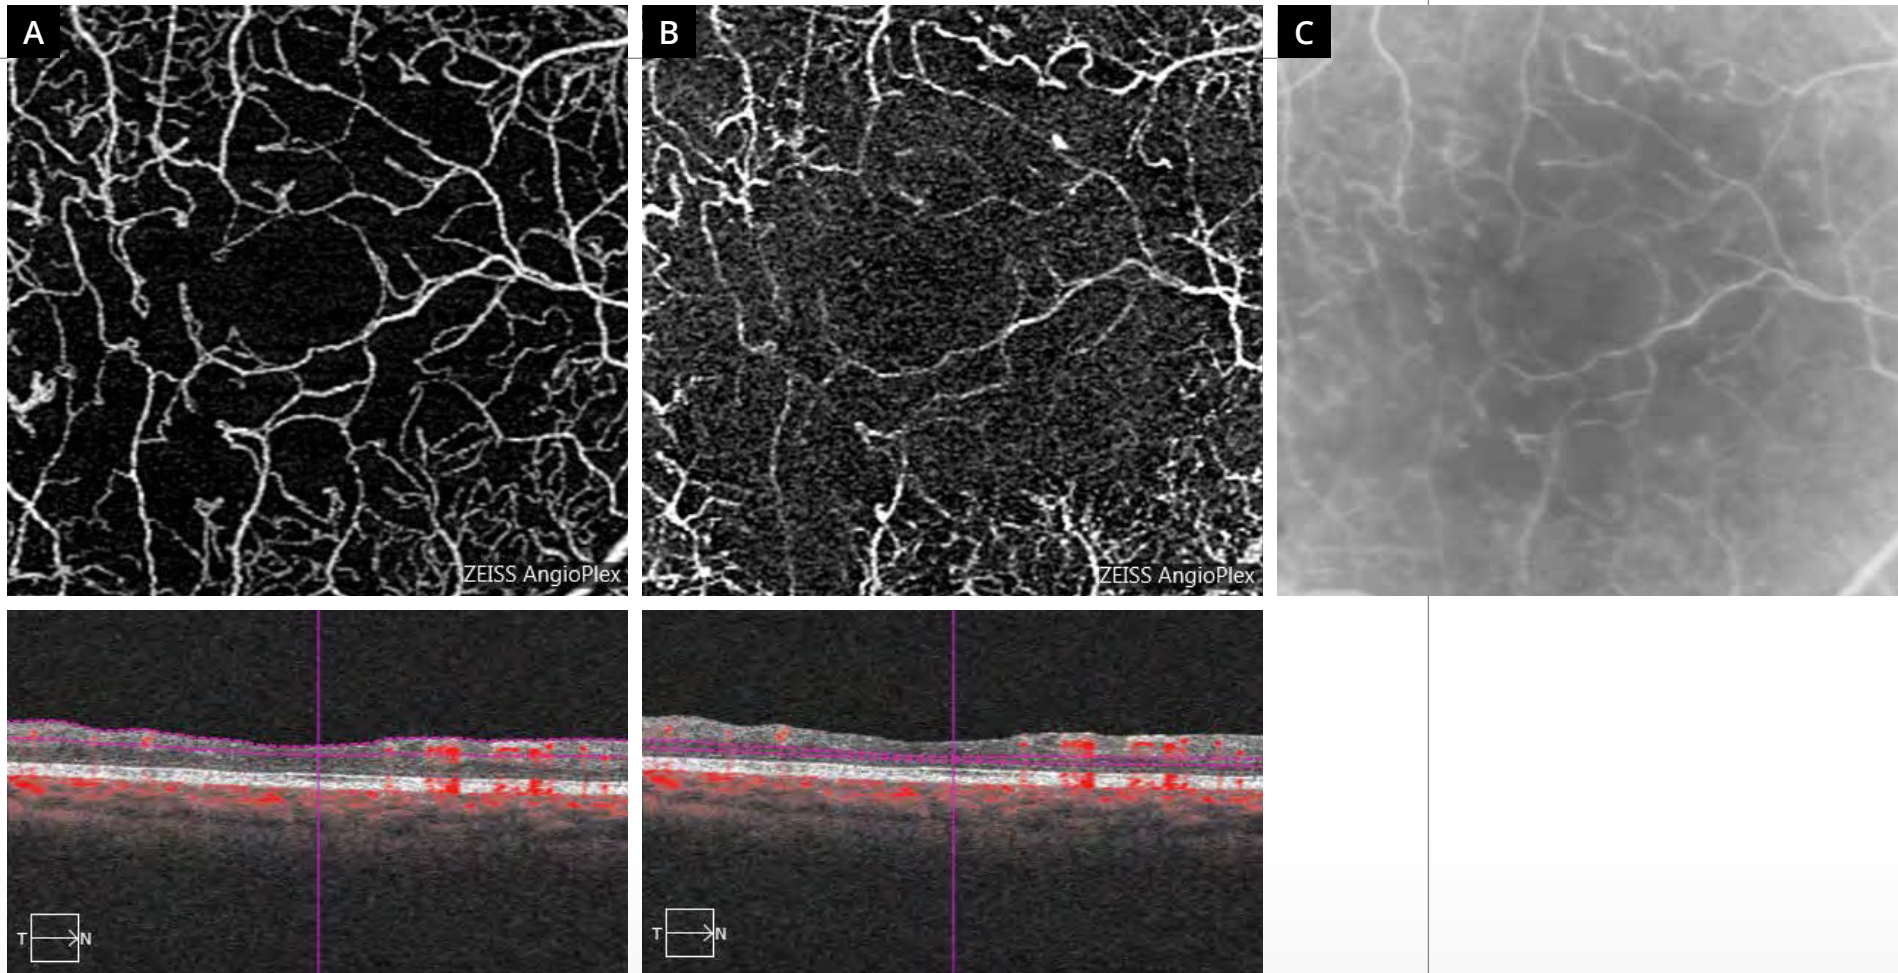 A
B
C
ZEISS AngioPlex
ZEISS AngioPlex
T N
T N